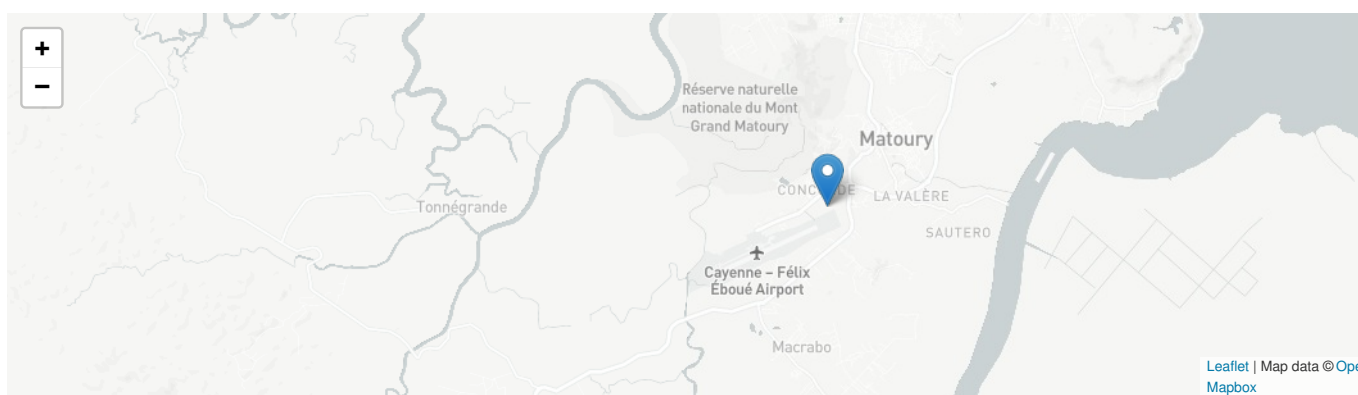 +
−
Réserve naturelle
nationale du Mont
Grand Matoury
Matoury
LA VALÈRE
Tonnégrande
SAUTERO
Cayenne – Félix
Éboué Airport
Macrabo
Leaflet | Map data ©
Mapbox